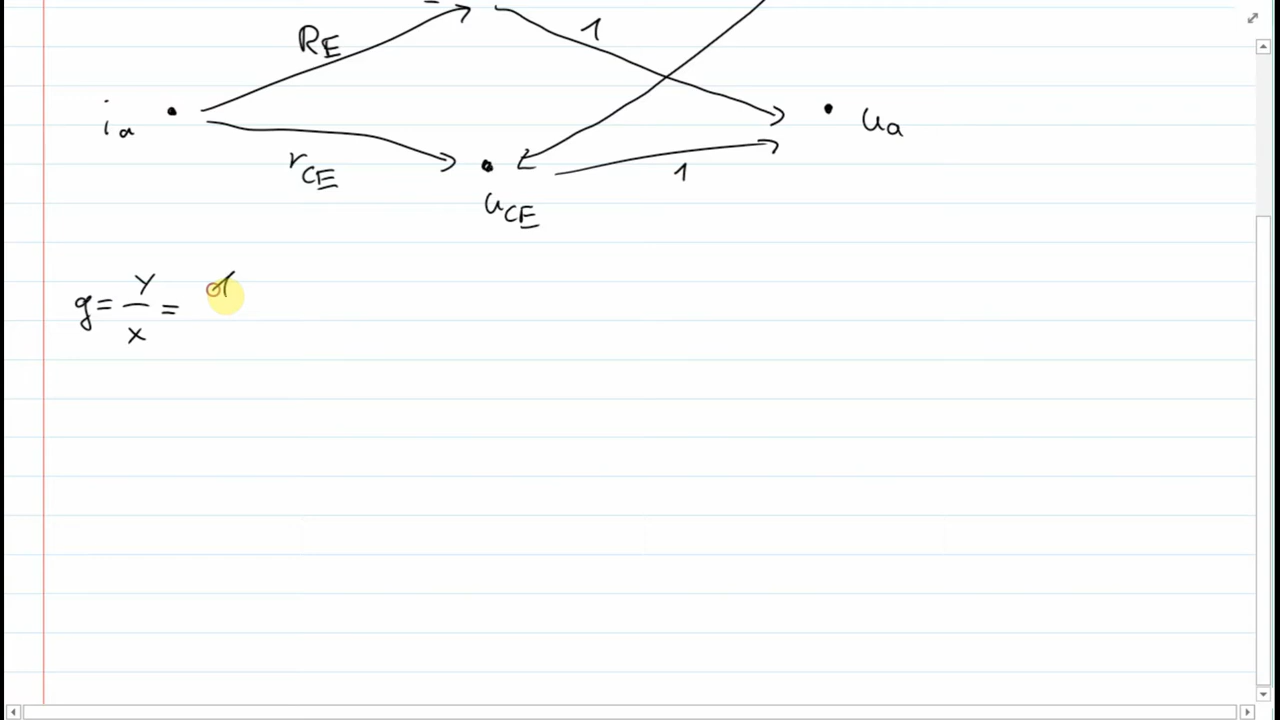 R_E
1
i_a
u_a
r_CE
1
u_CE
g = y/x = α